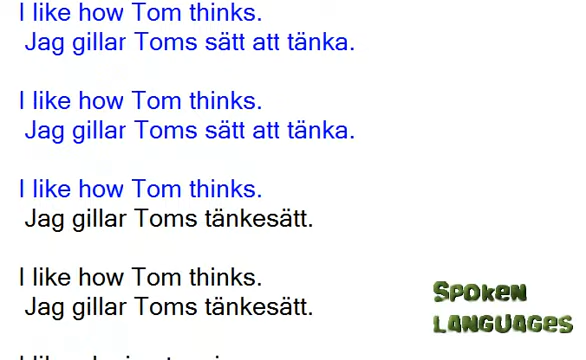 I like how Tom thinks.
Jag gillar Toms sätt att tänka.
I like how Tom thinks.
Jag gillar Toms sätt att tänka.
I like how Tom thinks.
Jag gillar Toms tänkesätt.
I like how Tom thinks.
Jag gillar Toms tänkesätt.
Spoken
Languages
I like